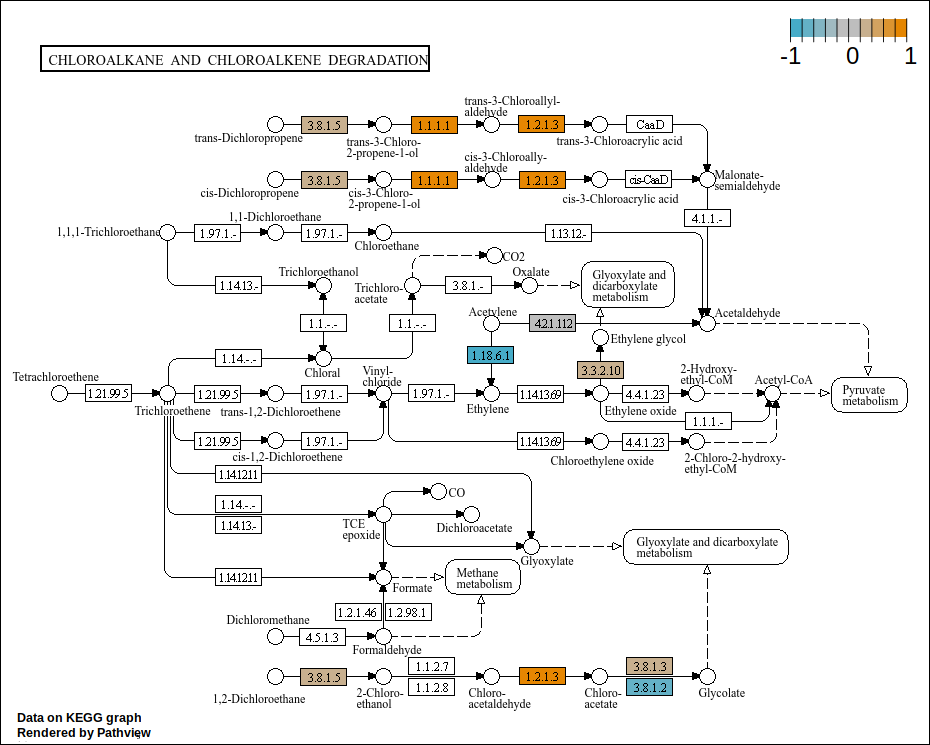 -1 0 1
CHLOROALKANE AND CHLOROALKENE DEGRADATION
trans-3-Chloroallyl-
aldehyde
3.8.1.5 1.1.1.1 1.2.1.3 CaaD
trans-Dichloropropene
trans-3-Chloro-
2-propene-1-ol
trans-3-Chloroacrylic acid
cis-3-Chloroally-
aldehyde
3.8.1.5 1.1.1.1 1.2.1.3 cis-CaaD
Malonate-
semialdehyde
cis-Dichloropropene
cis-3-Chloro-
2-propene-1-ol
cis-3-Chloroacrylic acid
1,1-Dichloroethane
4.1.1.-
1,1,1-Trichloroethane
1.97.1.- 1.97.1.- 1.13.12.-
Chloroethane
CO2
Trichloroethanol
Oxalate
Glyoxylate and
dicarboxylate
metabolism
1.14.13.-
Trichloro-
acetate
3.8.1.-
Acetylene
Acetaldehyde
1.1.-.- 1.1.-.- 4.2.1.112
Ethylene glycol
1.14.-.-
1.18.6.1
Chloral
3.3.2.10
Tetrachloroethene
Vinyl-
chloride
2-Hydroxy-
ethyl-CoM
Acetyl-CoA
1.21.99.5 1.21.99.5 1.97.1.- 1.97.1.- 1.14.13.69 4.4.1.23
Pyruvate
metabolism
Trichloroethene
trans-1,2-Dichloroethene
Ethylene
Ethylene oxide
1.1.1.-
1.21.99.5 1.97.1.- 1.14.13.69 4.4.1.23
cis-1,2-Dichloroethene
Chloroethylene oxide
2-Chloro-2-hydroxy-
ethyl-CoM
1.14.12.11
CO
1.14.-.-
1.14.13.-
TCE
epoxide
Dichloroacetate
Glyoxylate
Glyoxylate and dicarboxylate
metabolism
1.14.12.11
Formate
Methane
metabolism
1.2.1.46 1.2.98.1
Dichloromethane
4.5.1.3
Formaldehyde
1.1.2.7 3.8.1.3
3.8.1.5 1.2.1.3
1.1.2.8 3.8.1.2
1,2-Dichloroethane
2-Chloro-
ethanol
Chloro-
acetaldehyde
Chloro-
acetate
Glycolate
Data on KEGG graph
Rendered by Pathview